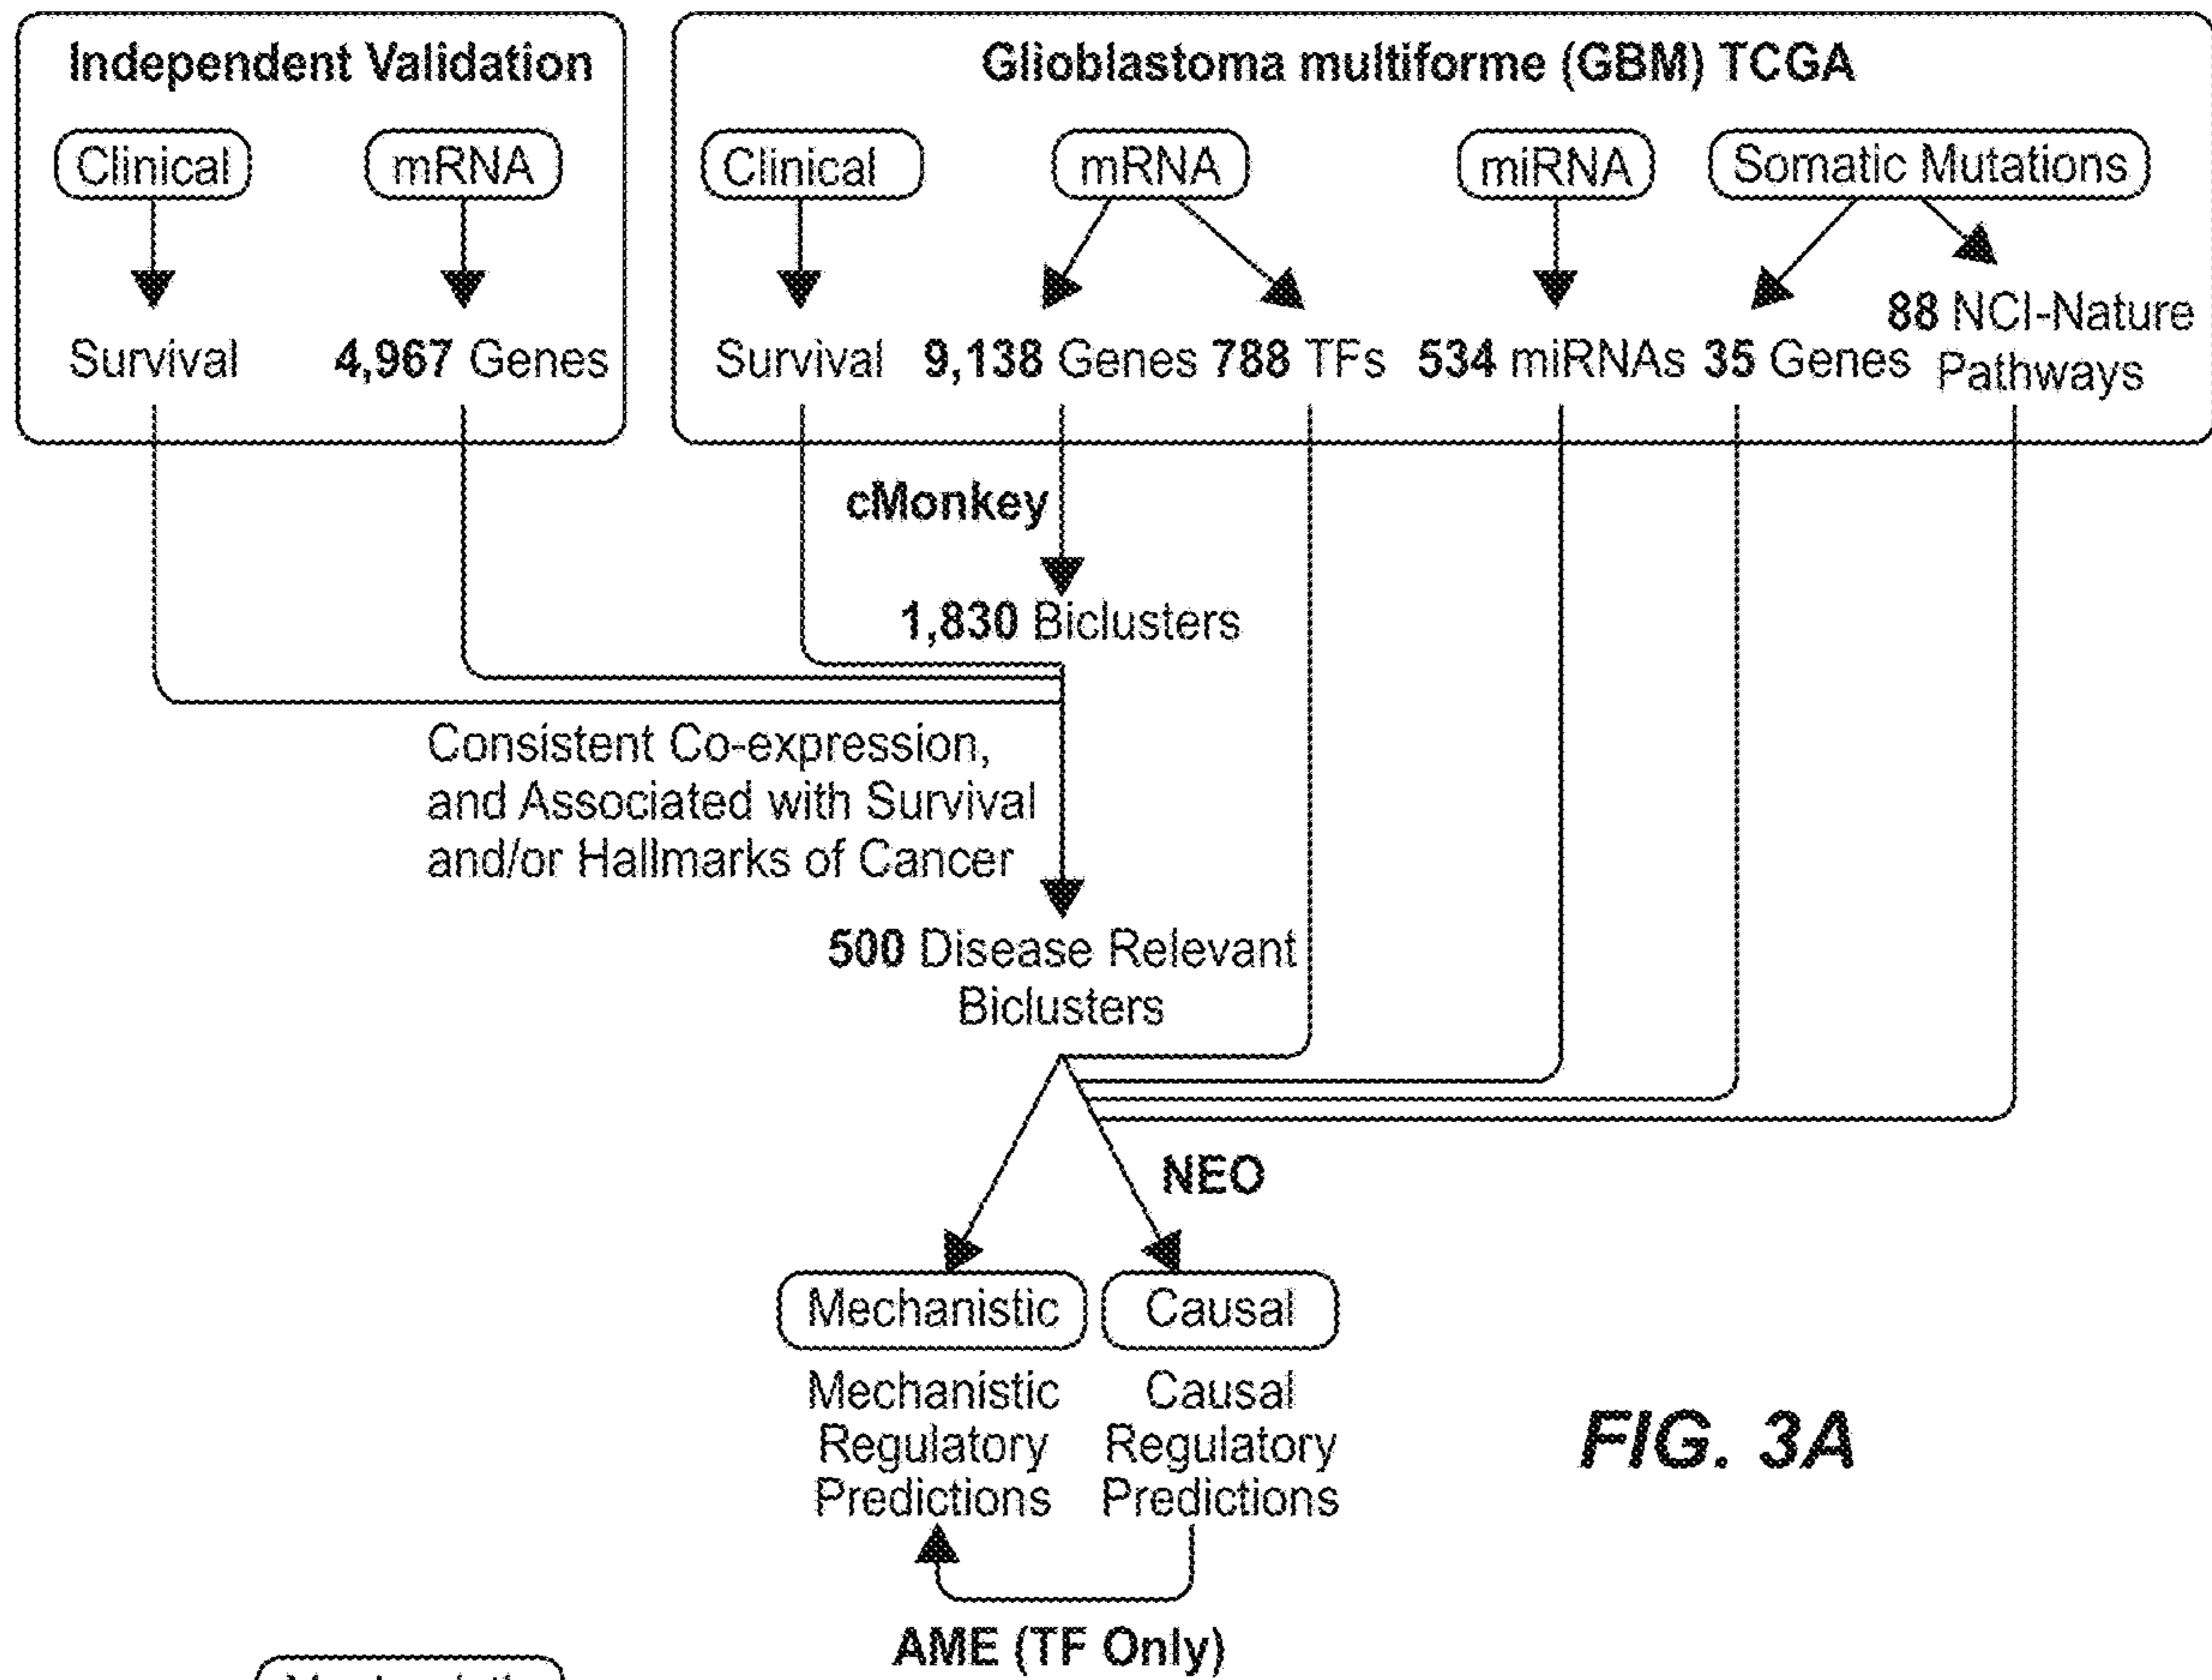 Independent Validation
Glioblastoma multiforme (GBM) TCGA
Clinical
mRNA
Clinical
mRNA
miRNA
Somatic Mutations
Survival
4,967 Genes
Survival
9,138 Genes
788 TFs
534 miRNAs
35 Genes
88 NCI-Nature
Pathways
cMonkey
1,830 Biclusters
Consistent Co-expression,
and Associated with Survival
and/or Hallmarks of Cancer
500 Disease Relevant
Biclusters
NEO
Mechanistic
Causal
Mechanistic
Regulatory
Predictions
Causal
Regulatory
Predictions
AME (TF Only)
FIG. 3A